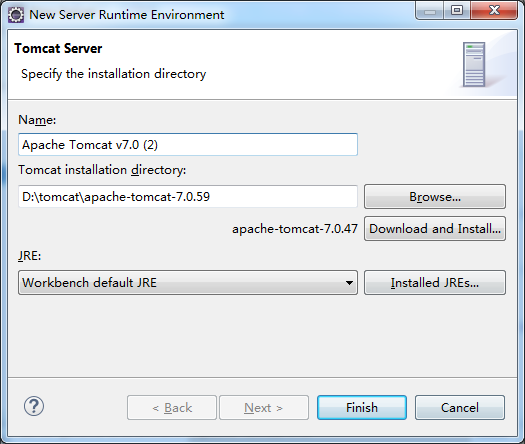 New Server Runtime Environment
Tomcat Server
Specify the installation directory
Name:
Apache Tomcat v7.0 (2)
Tomcat installation directory:
D:\tomcat\apache-tomcat-7.0.59
Browse...
apache-tomcat-7.0.47
Download and Install...
JRE:
Workbench default JRE
Installed JREs...
?
< Back
Next >
Finish
Cancel